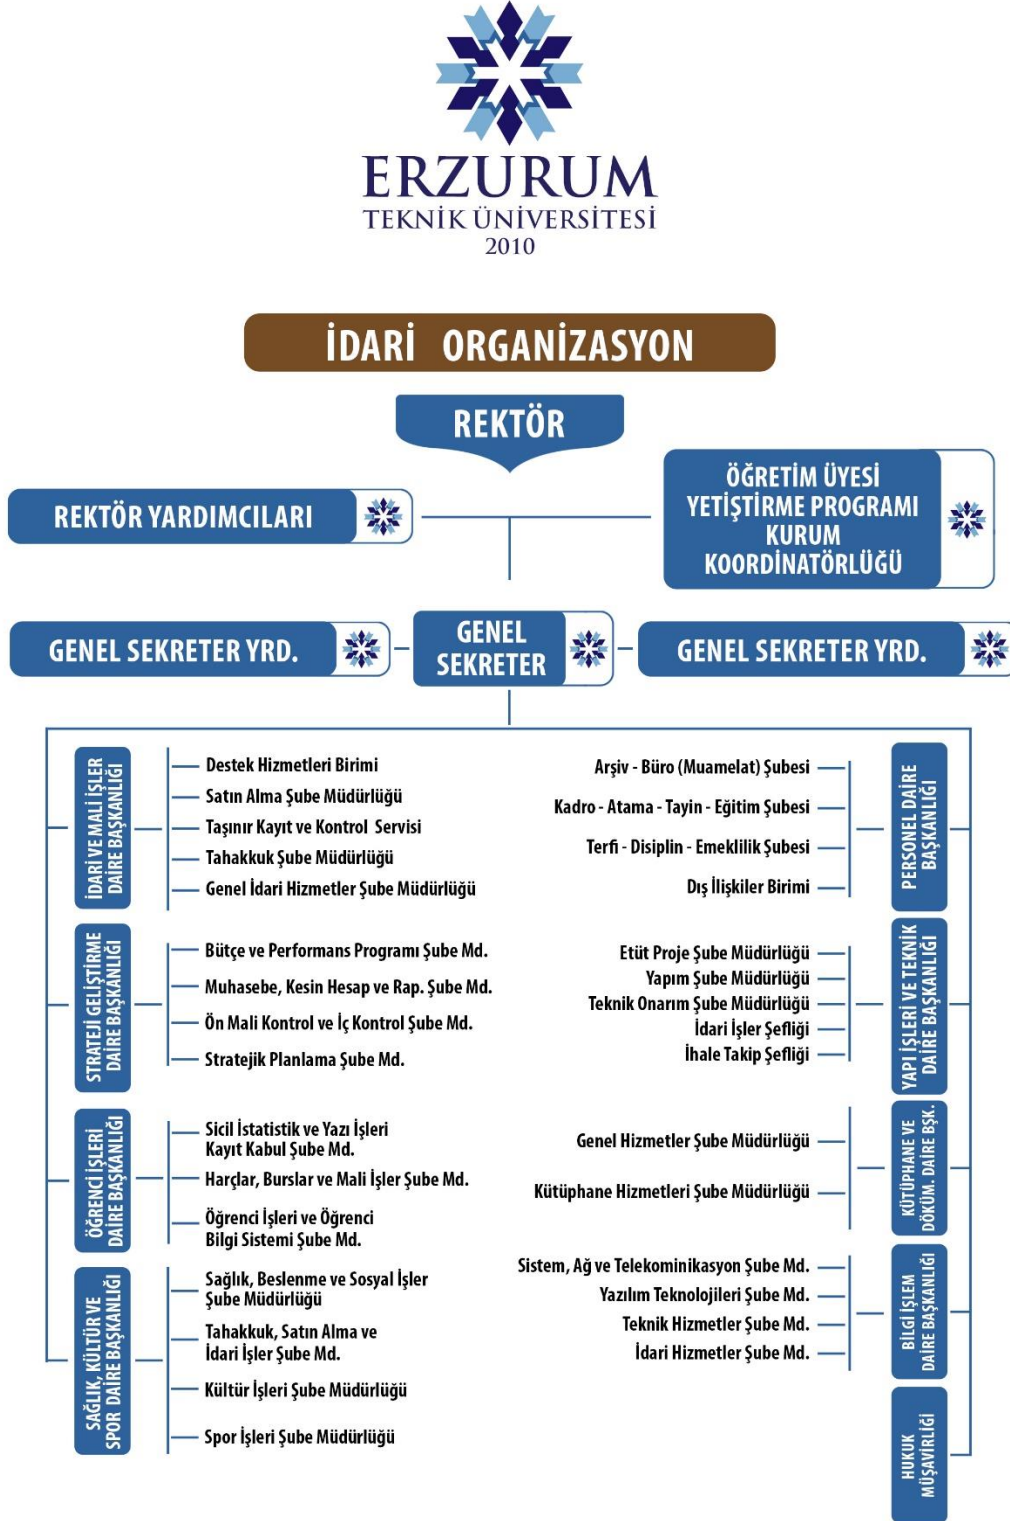 ERZURUM
TEKNİK ÜNİVERSİTESİ
2010
İDARİ ORGANİZASYON
REKTÖR
REKTÖR YARDIMCILARI
ÖĞRETİM ÜYESİ
YETİŞTİRME PROGRAMI
KURUM
KOORDİNATÖRLÜĞÜ
GENEL SEKRETER YRD.
GENEL
SEKRETER
GENEL SEKRETER YRD.
İDARİ VE MALİ İŞLER
DAİRE BAŞKANLIĞI
Destek Hizmetleri Birimi
Satın Alma Şube Müdürlüğü
Taşınır Kayıt ve Kontrol Servisi
Tahakkuk Şube Müdürlüğü
Genel İdari Hizmetler Şube Müdürlüğü
STRATEJİ GELİŞTİRME
DAİRE BAŞKANLIĞI
Bütçe ve Performans Programı Şube Md.
Muhasebe, Kesin Hesap ve Rap. Şube Md.
Ön Mali Kontrol ve İç Kontrol Şube Md.
Stratejik Planlama Şube Md.
ÖĞRENCİ İŞLERİ
DAİRE BAŞKANLIĞI
Sicil İstatistik ve Yazı İşleri
Kayıt Kabul Şube Md.
Harçlar, Burslar ve Mali İşler Şube Md.
Öğrenci İşleri ve Öğrenci
Bilgi Sistemi Şube Md.
SAĞLIK, KÜLTÜR VE
SPOR DAİRE BAŞKANLIĞI
Sağlık, Beslenme ve Sosyal İşler
Şube Müdürlüğü
Tahakkuk, Satın Alma ve
İdari İşler Şube Md.
Kültür İşleri Şube Müdürlüğü
Spor İşleri Şube Müdürlüğü
PERSONEL DAİRE
BAŞKANLIĞI
Arşiv - Büro (Muamelat) Şubesi
Kadro - Atama - Tayin - Eğitim Şubesi
Terfi - Disiplin - Emeklilik Şubesi
Dış İlişkiler Birimi
YAPI İŞLERİ VE TEKNİK
DAİRE BAŞKANLIĞI
Etüt Proje Şube Müdürlüğü
Yapım Şube Müdürlüğü
Teknik Onarım Şube Müdürlüğü
İdari İşler Şefliği
İhale Takip Şefliği
KÜTÜPHANE VE
DÖKÜM. DAİRE BŞK.
Genel Hizmetler Şube Müdürlüğü
Kütüphane Hizmetleri Şube Müdürlüğü
BİLGİ İŞLEM
DAİRE BAŞKANLIĞI
Sistem, Ağ ve Telekominikasyon Şube Md.
Yazılım Teknolojileri Şube Md.
Teknik Hizmetler Şube Md.
İdari Hizmetler Şube Md.
HUKUK
MÜŞAVİRLİĞİ